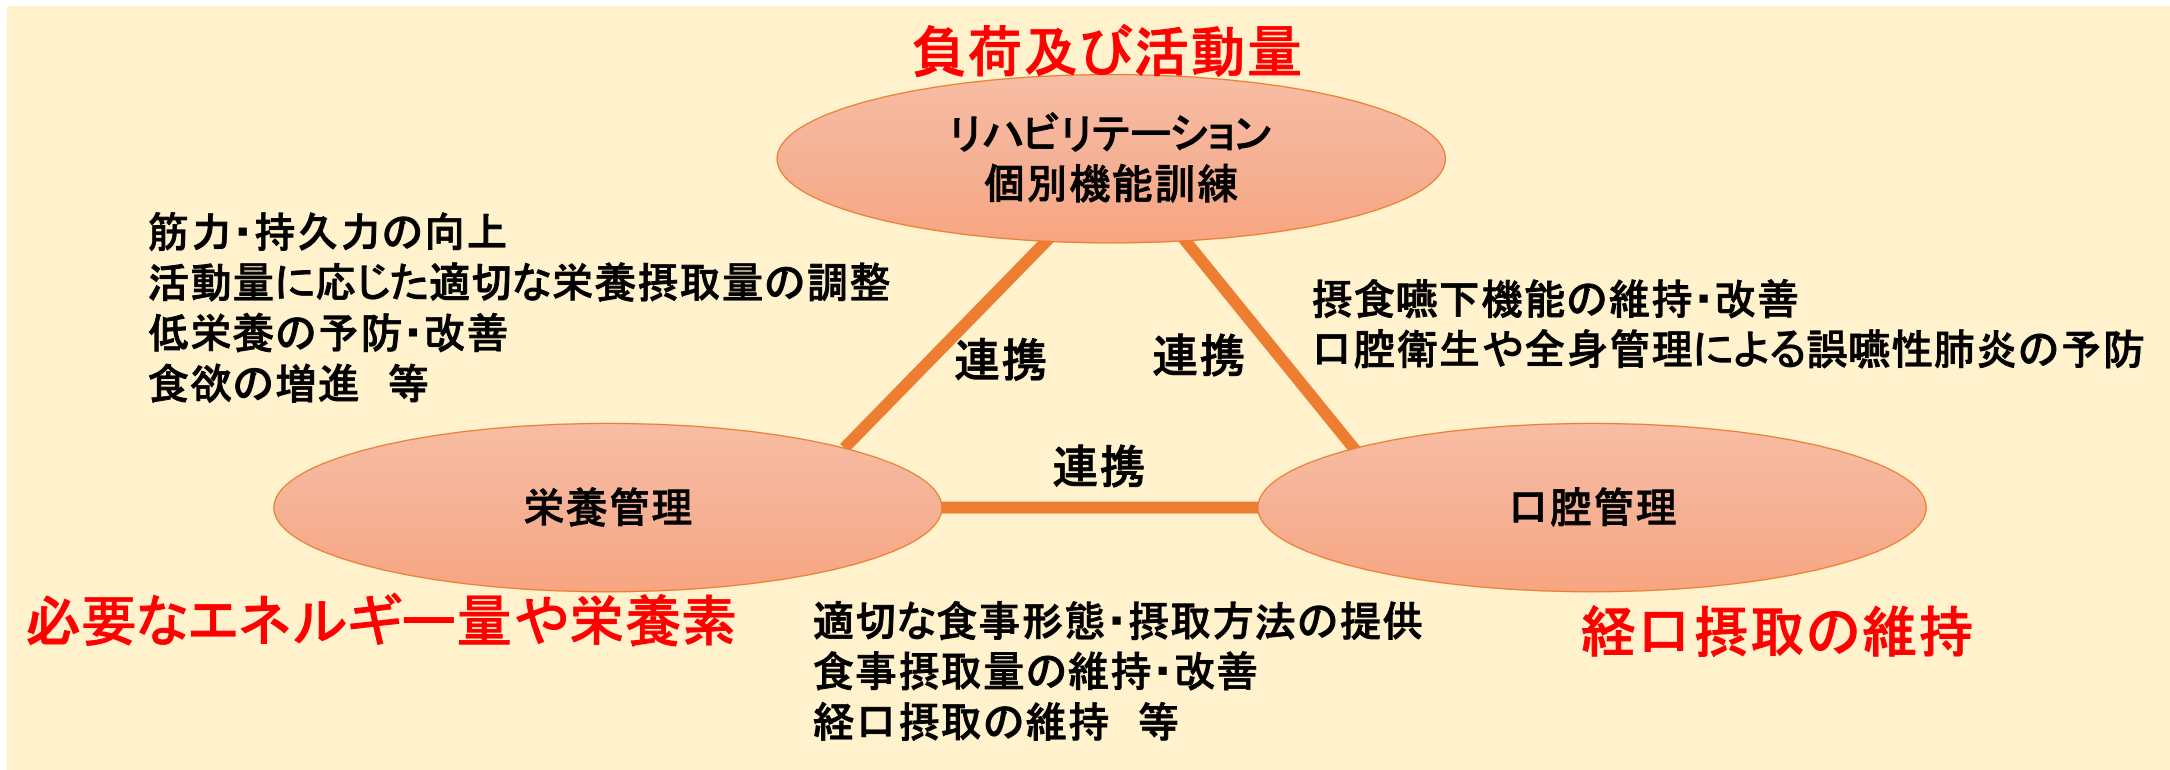 負荷及び活動量
リハビリテーション
個別機能訓練
筋力・持久力の向上
活動量に応じた適切な栄養摂取量の調整
低栄養の予防・改善
食欲の増進　等
摂食嚥下機能の維持・改善
口腔衛生や全身管理による誤嚥性肺炎の予防
連携
連携
連携
栄養管理
口腔管理
必要なエネルギー量や栄養素
適切な食事形態・摂取方法の提供
食事摂取量の維持・改善
経口摂取の維持　等
経口摂取の維持